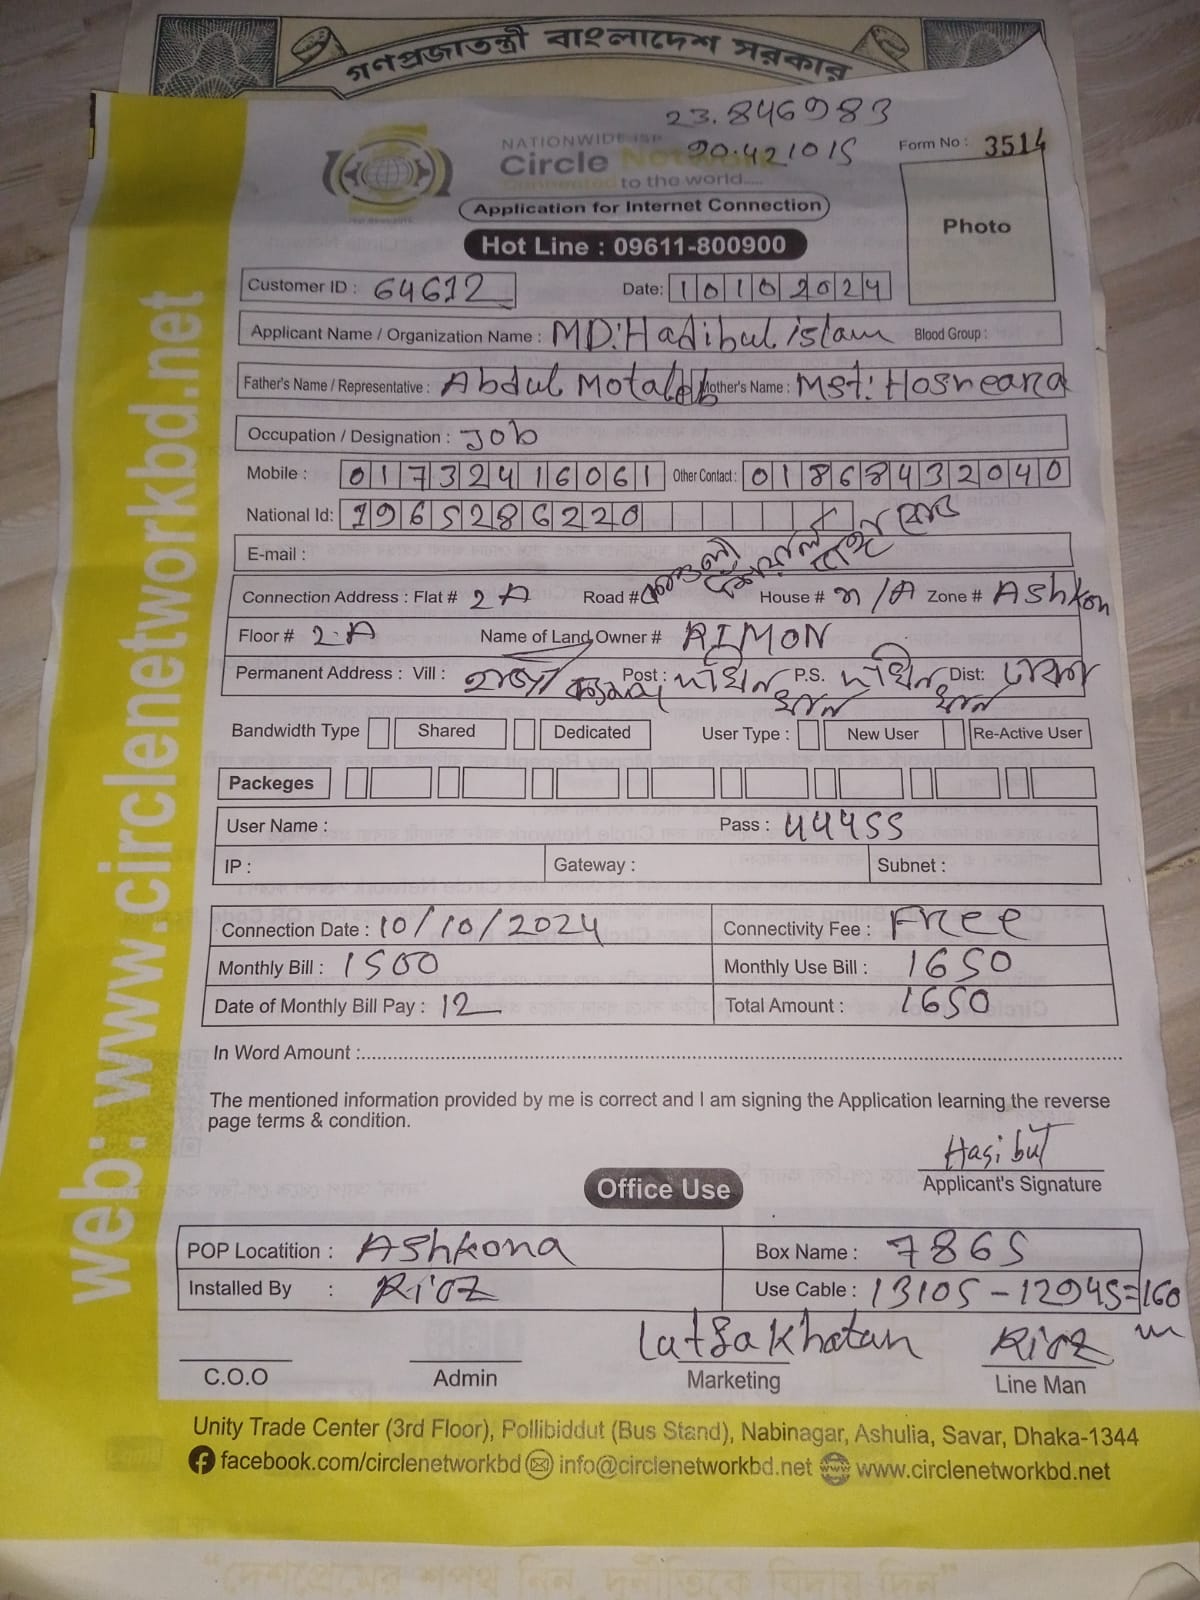 গণপ্রজাতন্ত্রী বাংলাদেশ সরকার
23.846983
90.421015
NATIONWIDE ISP
Circle Network
Connected to the world.....
Form No : 3514
Photo
Application for Internet Connection
Hot Line : 09611-800900
Customer ID : 64612 Date: 10102024
Applicant Name / Organization Name : MD: Hadibul islam Blood Group :
Father's Name / Representative : Abdul Motaleb Mother's Name : Mst: Hosneara
Occupation / Designation : Job
Mobile : 01732416061 Other Contact : 01868432040
National Id: 1965286220
E-mail :
Connection Address : Flat # 2A Road # House # n/A Zone # Ashkon
Floor # 2-A Name of Land Owner # RIMON
Permanent Address : Vill : Post : দক্ষিন খান P.S. দক্ষিন খান Dist: ঢাকা
Bandwidth Type Shared Dedicated User Type : New User Re-Active User
Packeges
User Name : Pass : 44455
IP : Gateway : Subnet :
Connection Date : 10/10/2024 Connectivity Fee : Free
Monthly Bill : 1500 Monthly Use Bill : 1650
Date of Monthly Bill Pay : 12 Total Amount : 1650
In Word Amount :
The mentioned information provided by me is correct and I am signing the Application learning the reverse
page terms & condition.
Hasibul
Applicant's Signature
Office Use
POP Locatition : Ashkona Box Name : 7865
Installed By : Use Cable : 13105 - 12945 = 160 m
C.O.O Admin Marketing Line Man
Unity Trade Center (3rd Floor), Pollibiddut (Bus Stand), Nabinagar, Ashulia, Savar, Dhaka-1344
facebook.com/circlenetworkbd info@circlenetworkbd.net www.circlenetworkbd.net
web: www.circlenetworkbd.net
“দেশপ্রেমের শপথ নিন, দুর্নীতিকে বিদায় দিন”